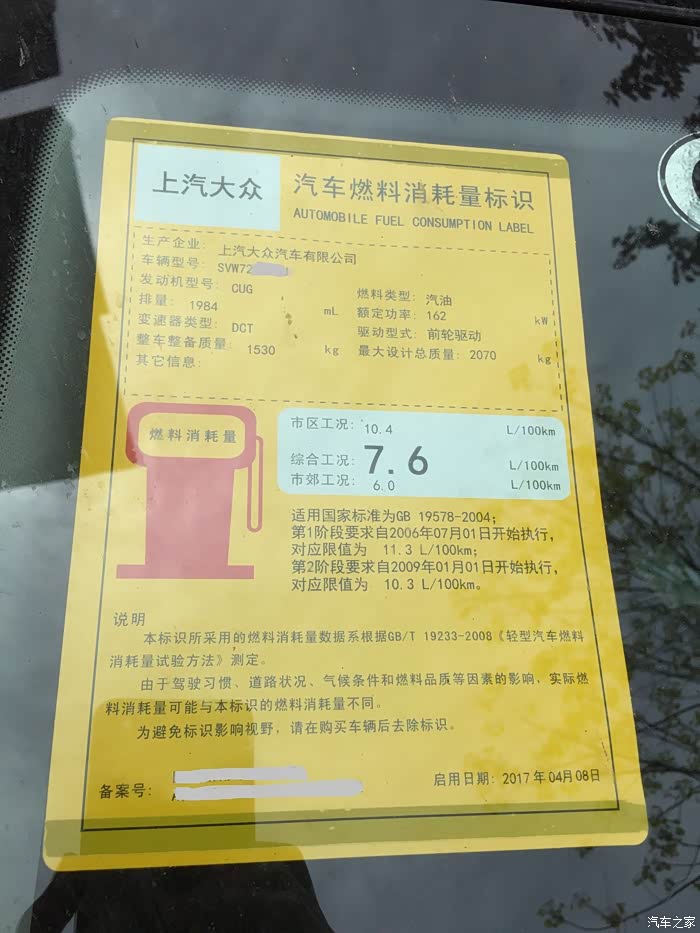 上汽大众
汽车燃料消耗量标识
AUTOMOBILE FUEL CONSUMPTION LABEL
生产企业: 上汽大众汽车有限公司
车辆型号: SVW72
发动机型号: CUG
燃料类型: 汽油
排量: 1984 mL
额定功率: 162 kW
变速器类型: DCT
驱动型式: 前轮驱动
整车整备质量: 1530 kg
最大设计总质量: 2070 kg
其它信息:
燃料消耗量
市区工况: 10.4 L/100km
综合工况: 7.6 L/100km
市郊工况: 6.0 L/100km
适用国家标准为GB 19578-2004;
第1阶段要求自2006年07月01日开始执行,
对应限值为 11.3 L/100km;
第2阶段要求自2009年01月01日开始执行,
对应限值为 10.3 L/100km。
说明
本标识所采用的燃料消耗量数据系根据GB/T 19233-2008《轻型汽车燃料
消耗量试验方法》测定。
由于驾驶习惯、道路状况、气候条件和燃料品质等因素的影响,实际燃
料消耗量可能与本标识的燃料消耗量不同。
为避免标识影响视野,请在购买车辆后去除标识。
备案号:
启用日期: 2017年04月08日
汽车之家